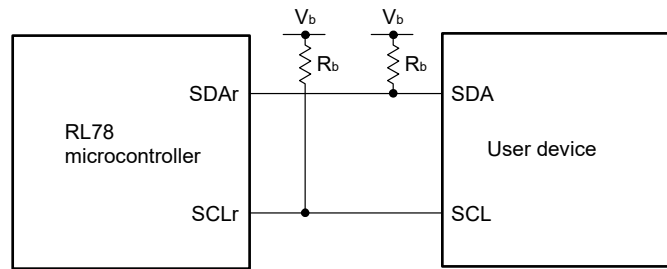 Vb Vb
Rb Rb
SDAr SDA
RL78
microcontroller
User device
SCLr SCL